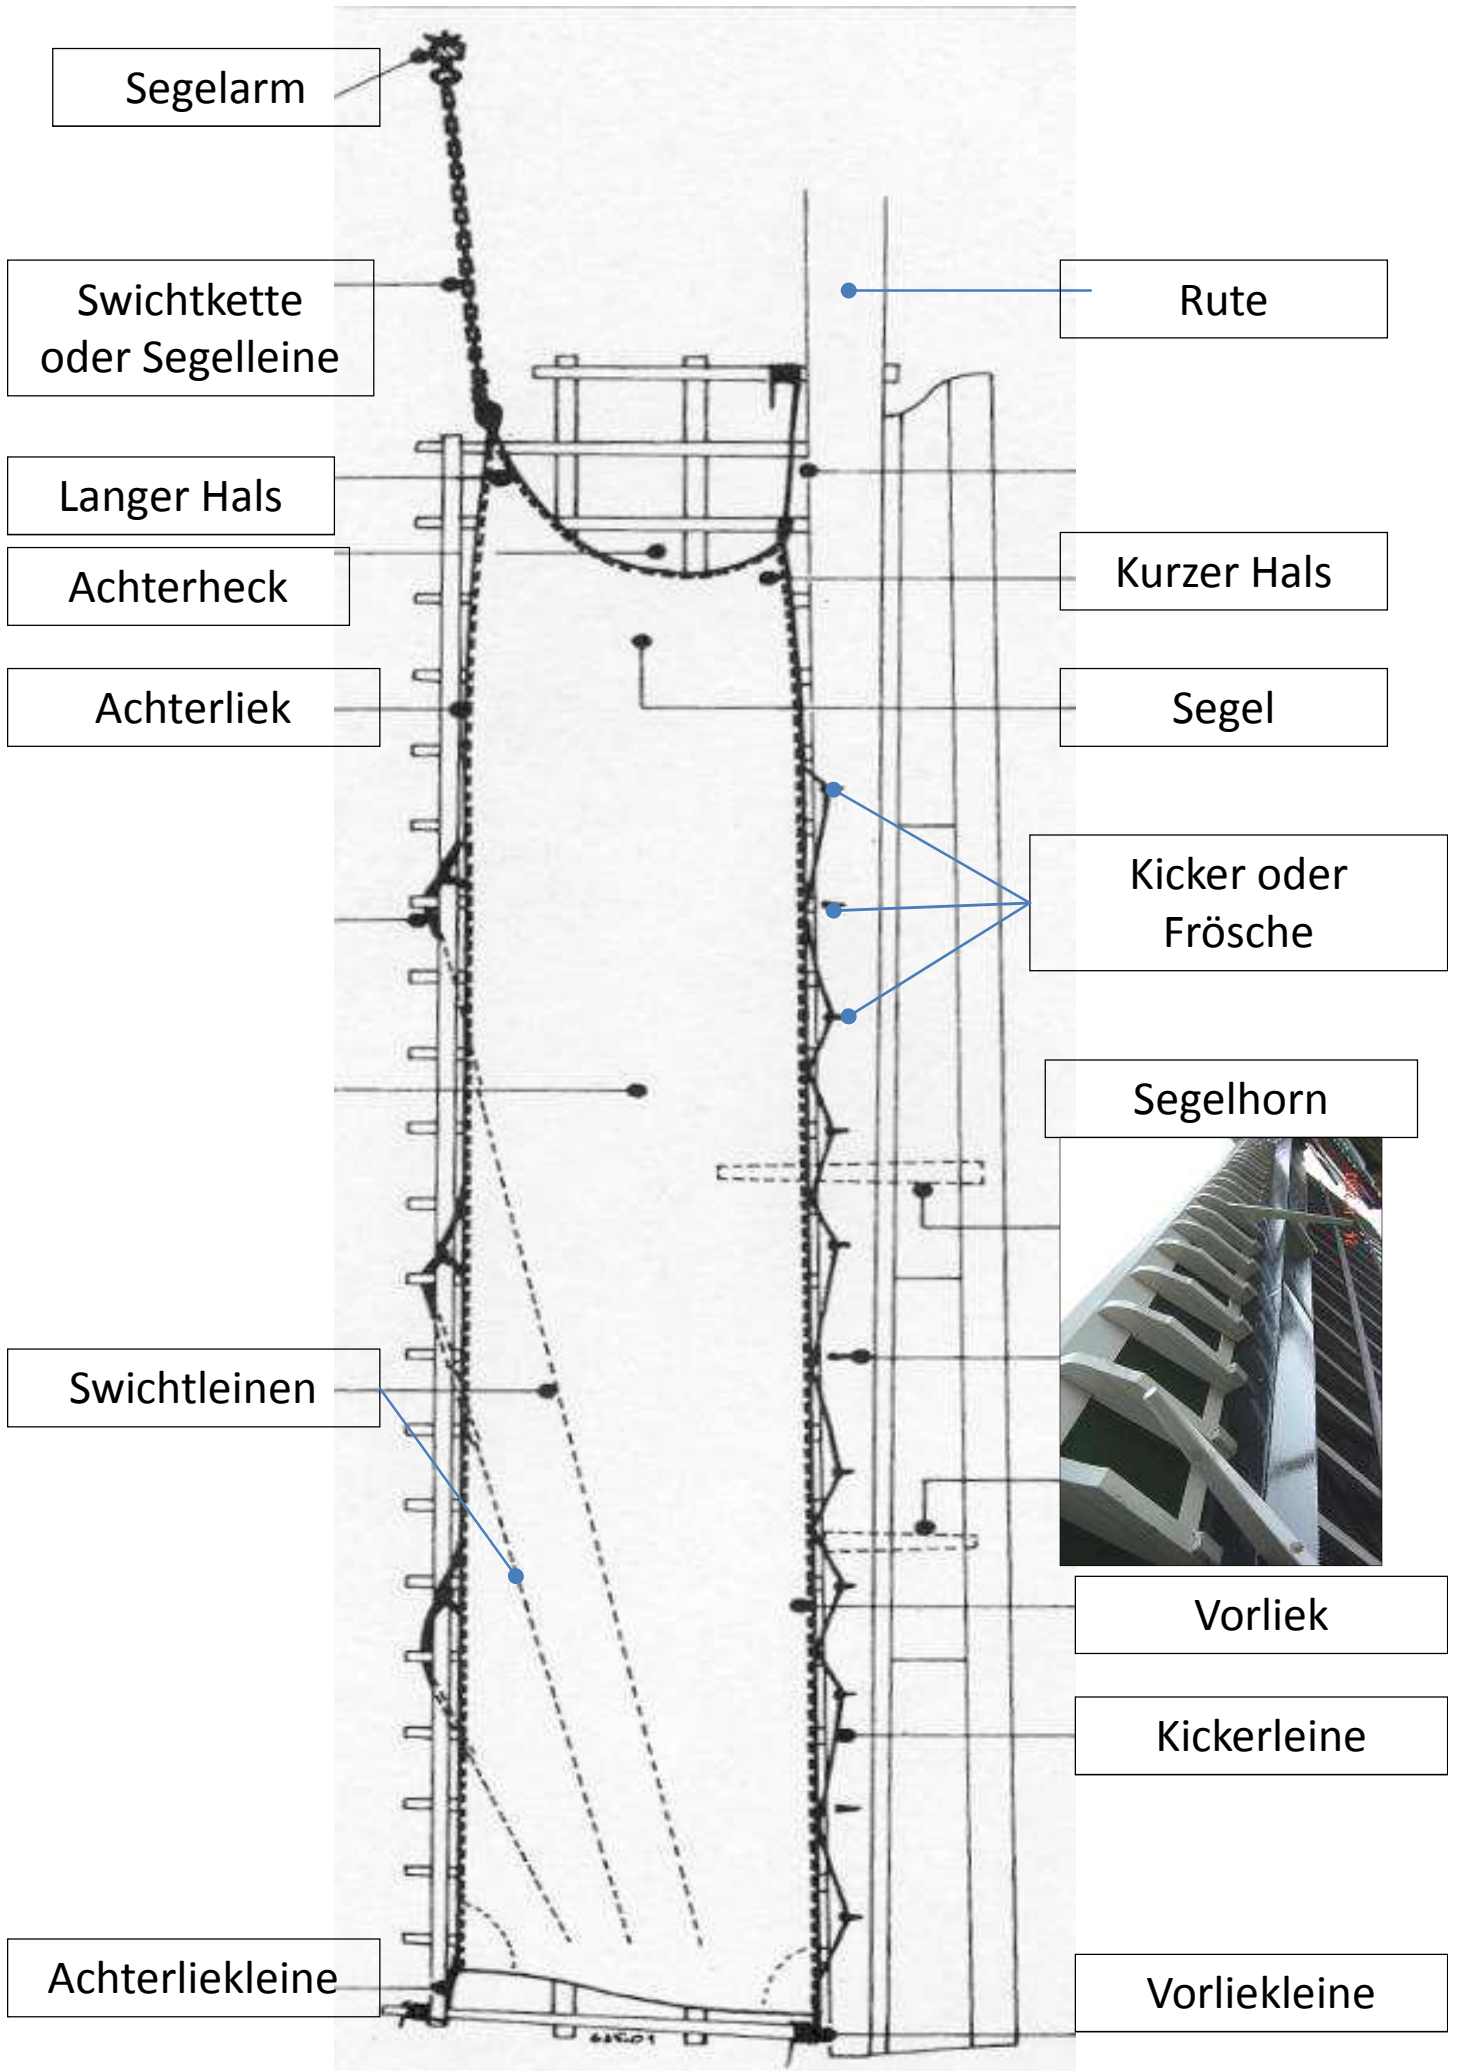 Segelarm
Swichtkette
oder Segelleine
Rute
Langer Hals
Achterheck
Kurzer Hals
Achterliek
Segel
Kicker oder
Frösche
Segelhorn
Swichtleinen
Vorliek
Kickerleine
Achterliekleine
Vorliekleine